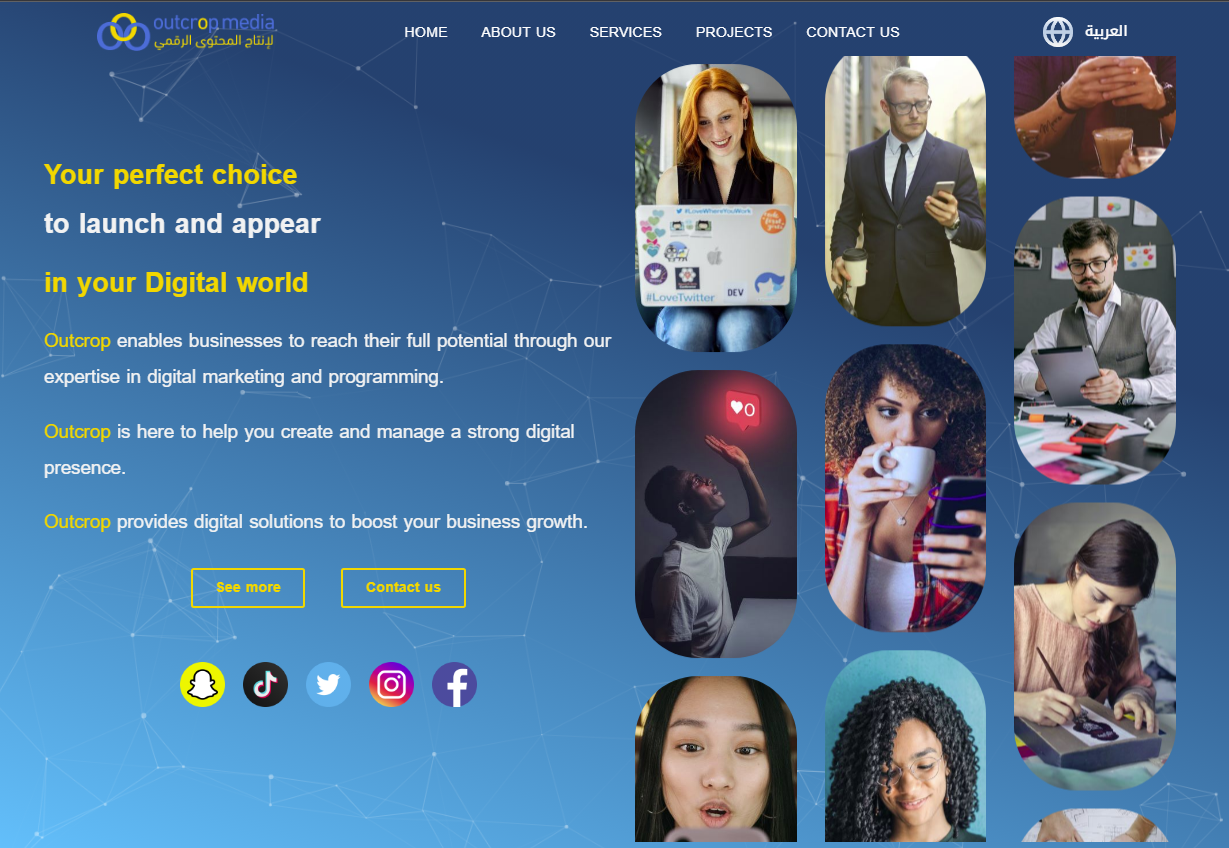 outcrop media
لإنتاج المحتوى الرقمي
HOME
ABOUT US
SERVICES
PROJECTS
CONTACT US
العربية
Your perfect choice
to launch and appear
in your Digital world
Outcrop enables businesses to reach their full potential through our
expertise in digital marketing and programming.
Outcrop is here to help you create and manage a strong digital
presence.
Outcrop provides digital solutions to boost your business growth.
See more
Contact us
#LoveWhereYouWork
#LoveTwitter
DEV
0